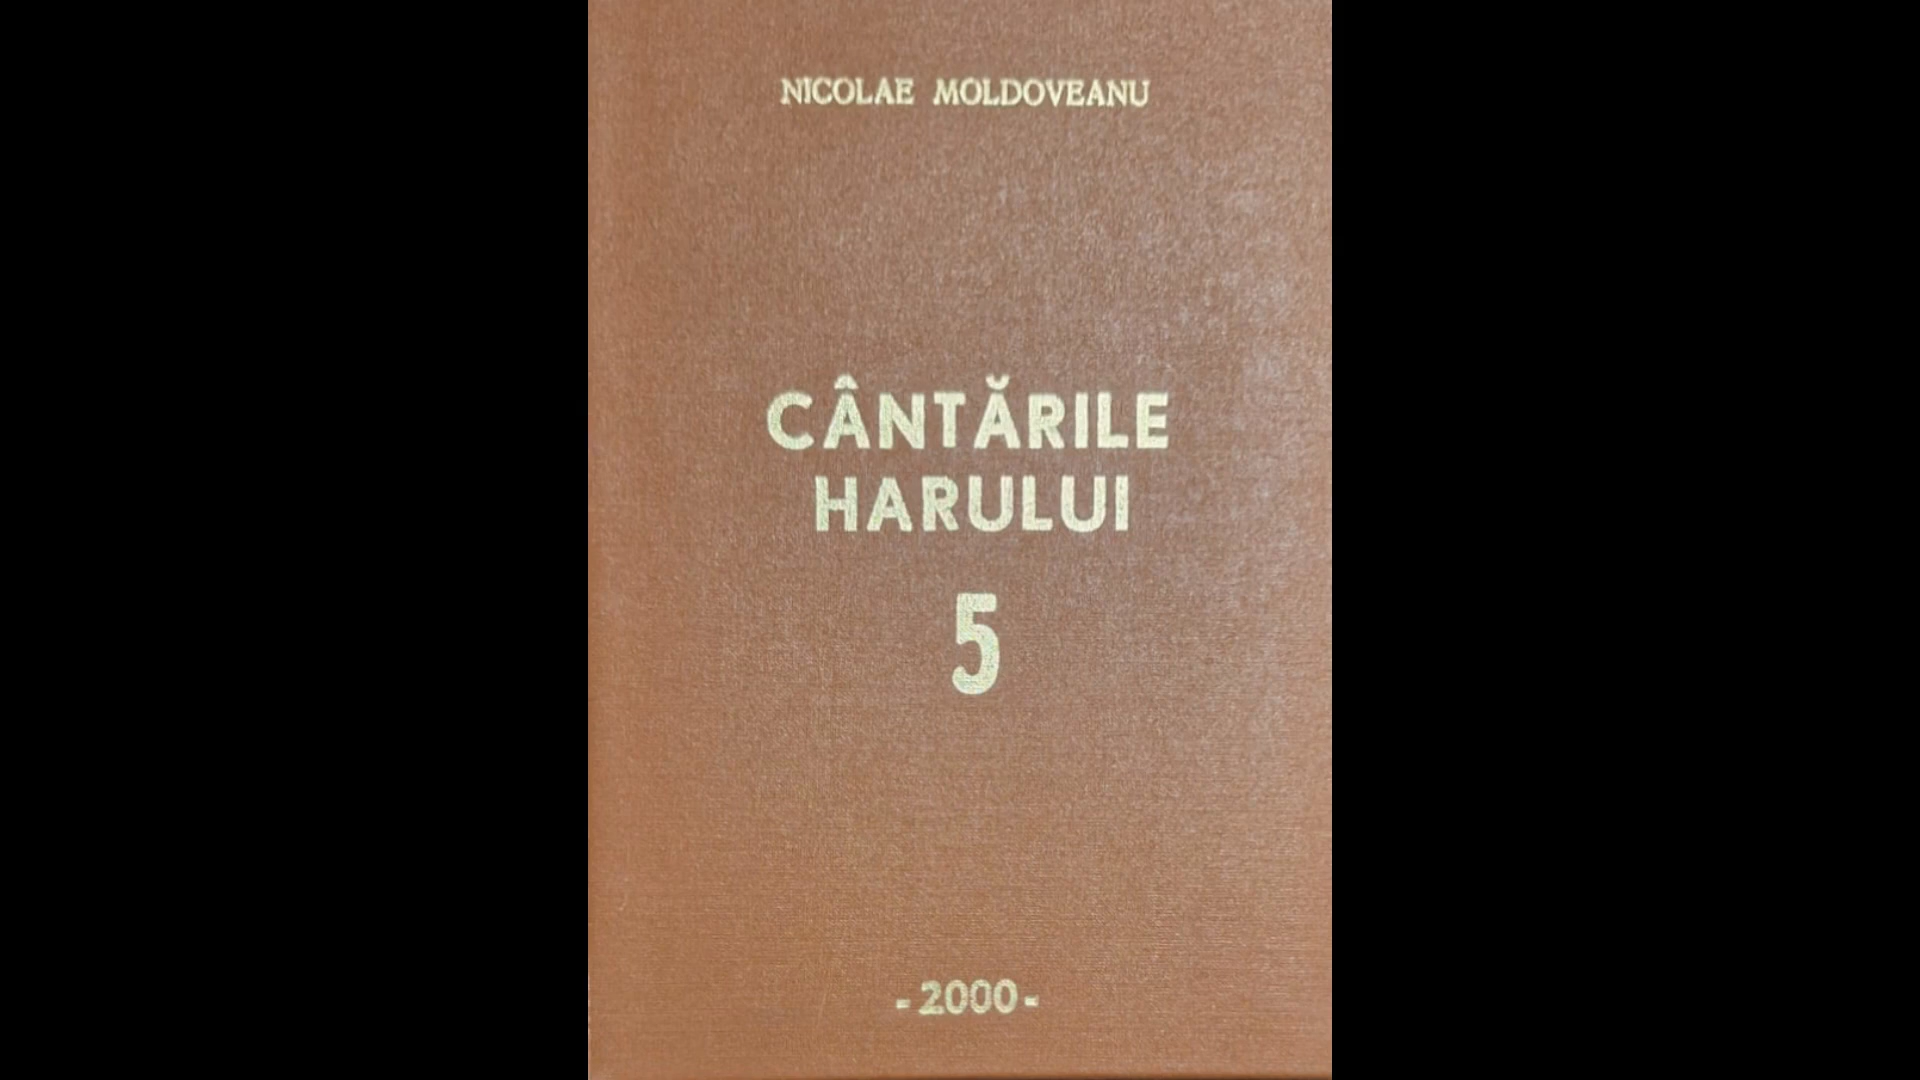 NICOLAE MOLDOVEANU
CÂNTĂRILE
HARULUI
5
- 2000 -